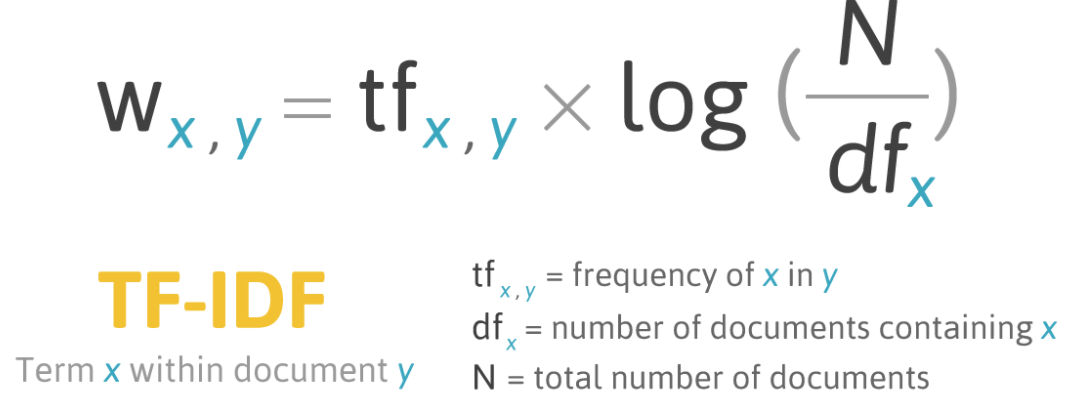 w x , y = tf x , y × log ( N / df x )
TF-IDF
Term x within document y
tf x , y = frequency of x in y
df x = number of documents containing x
N = total number of documents